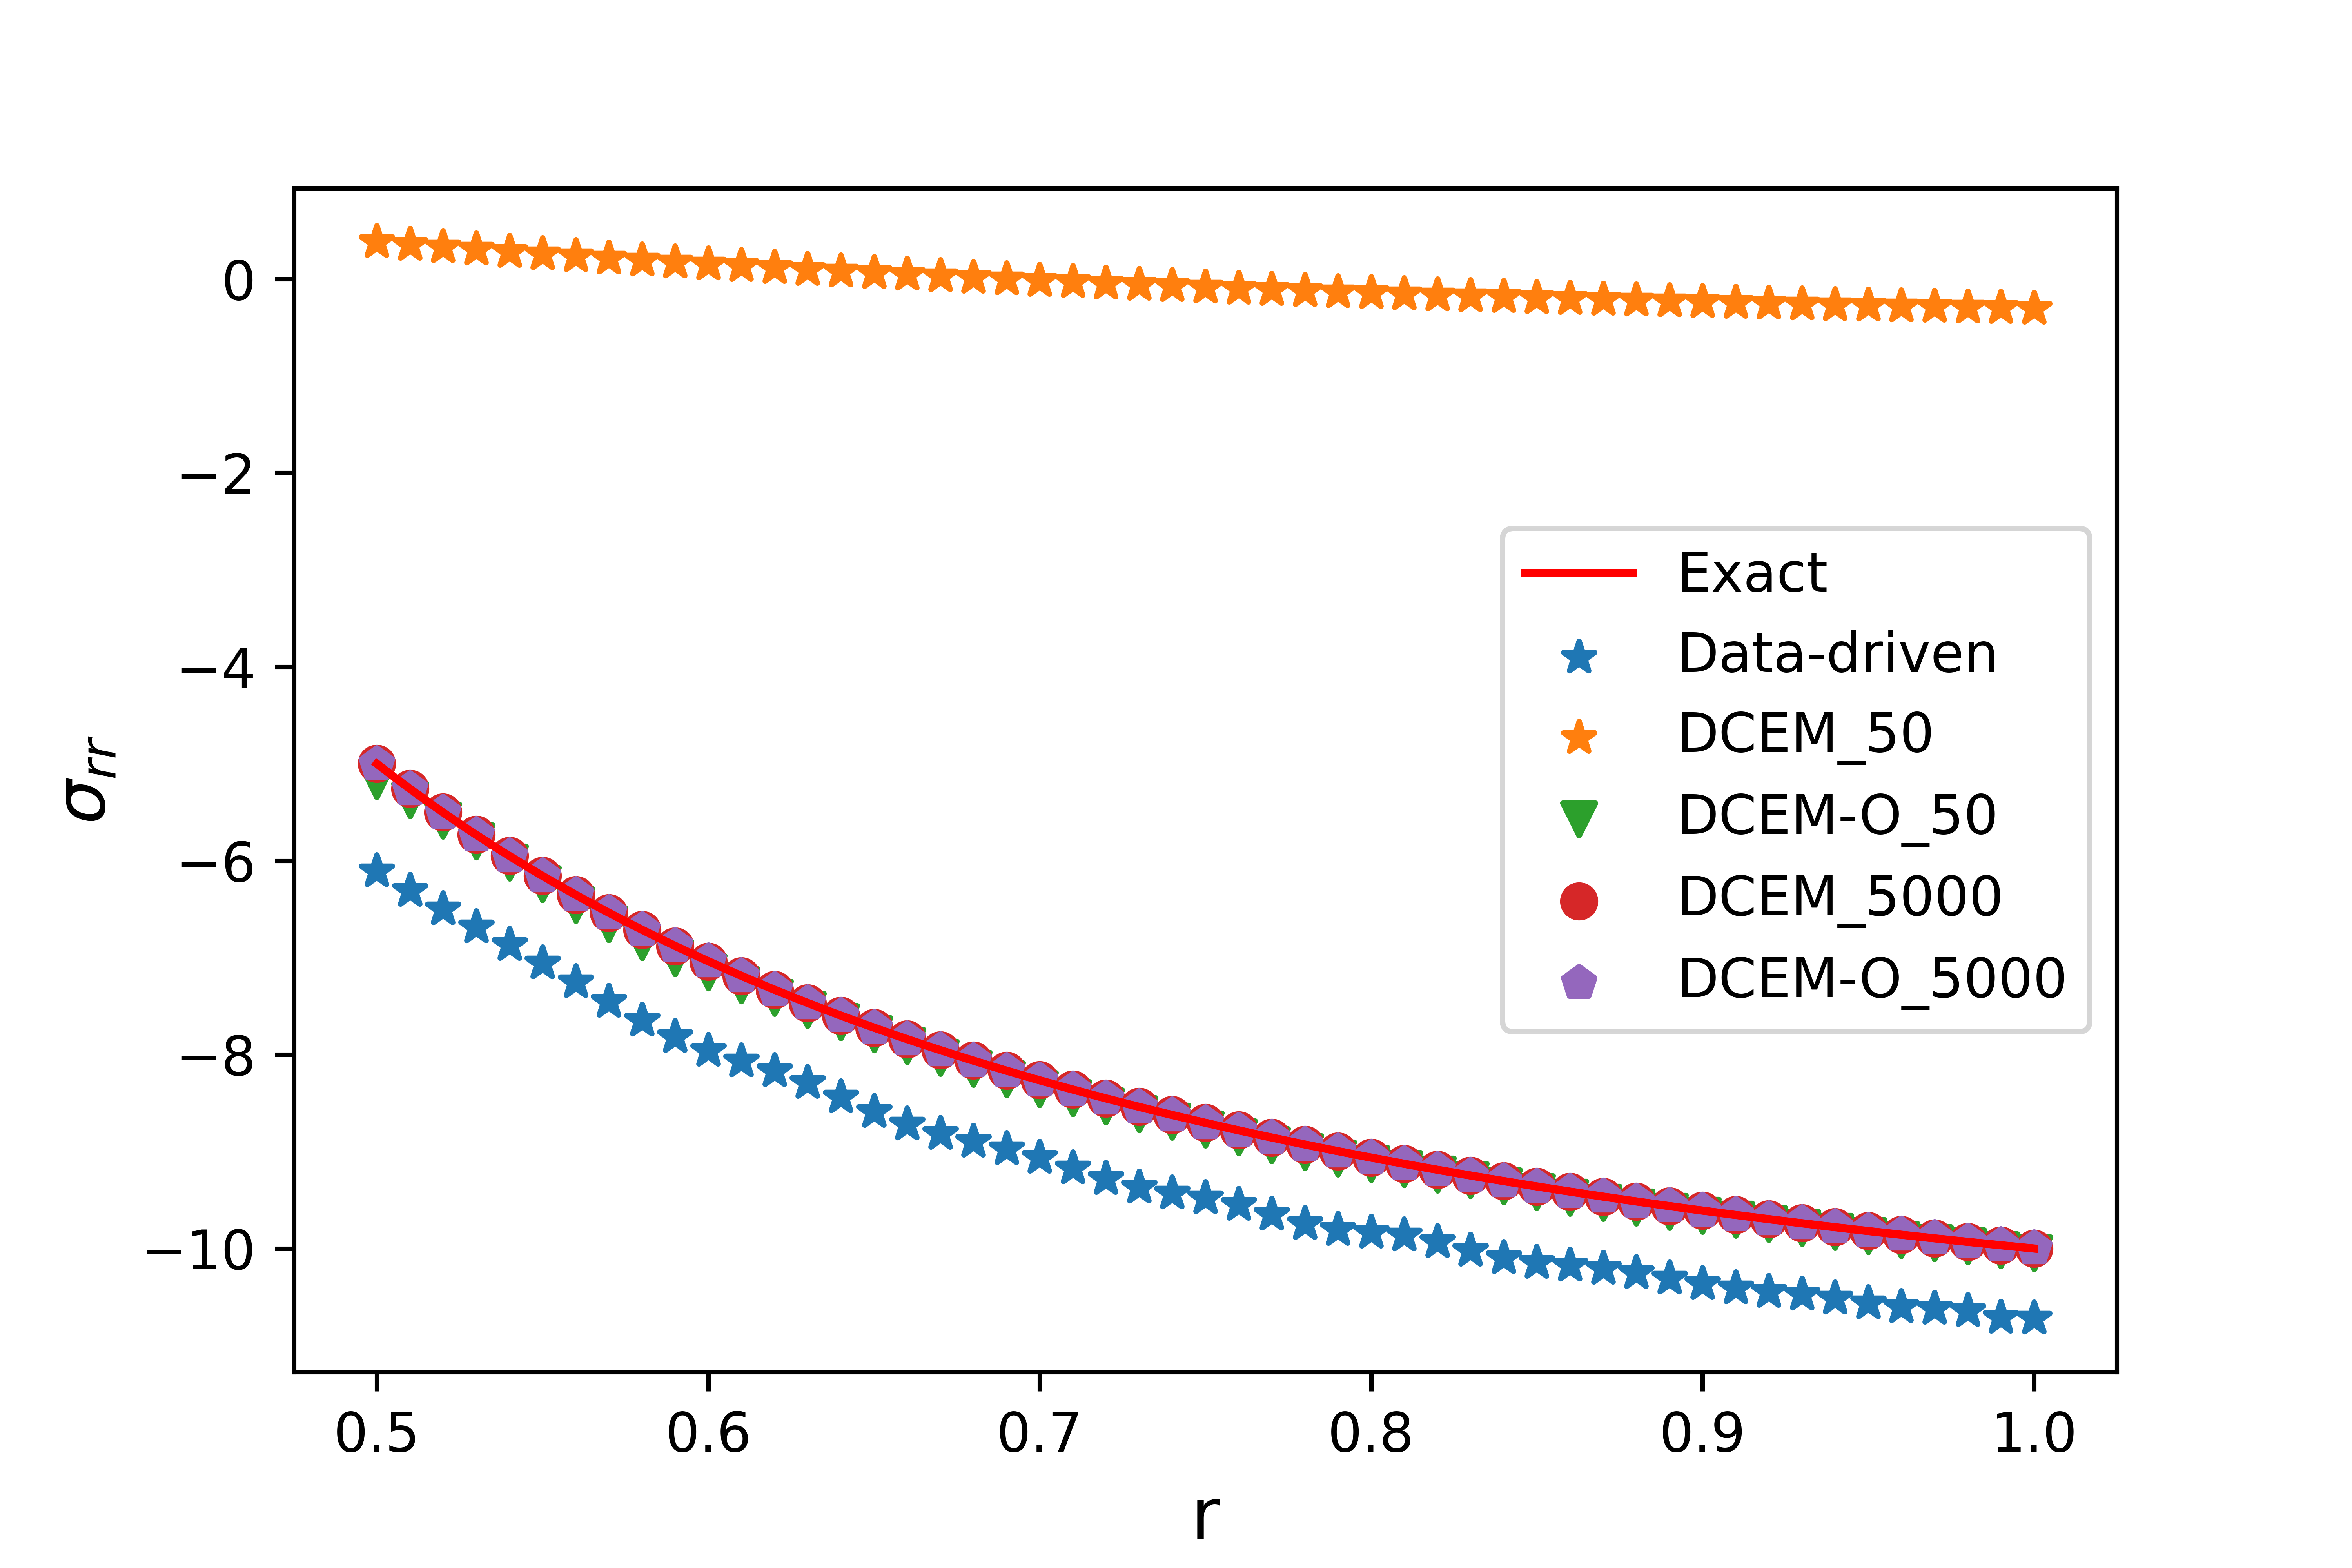 0
−2
−4
−6
−8
−10
σrr
0.5 0.6 0.7 0.8 0.9 1.0
r
Exact
Data-driven
DCEM_50
DCEM-O_50
DCEM_5000
DCEM-O_5000